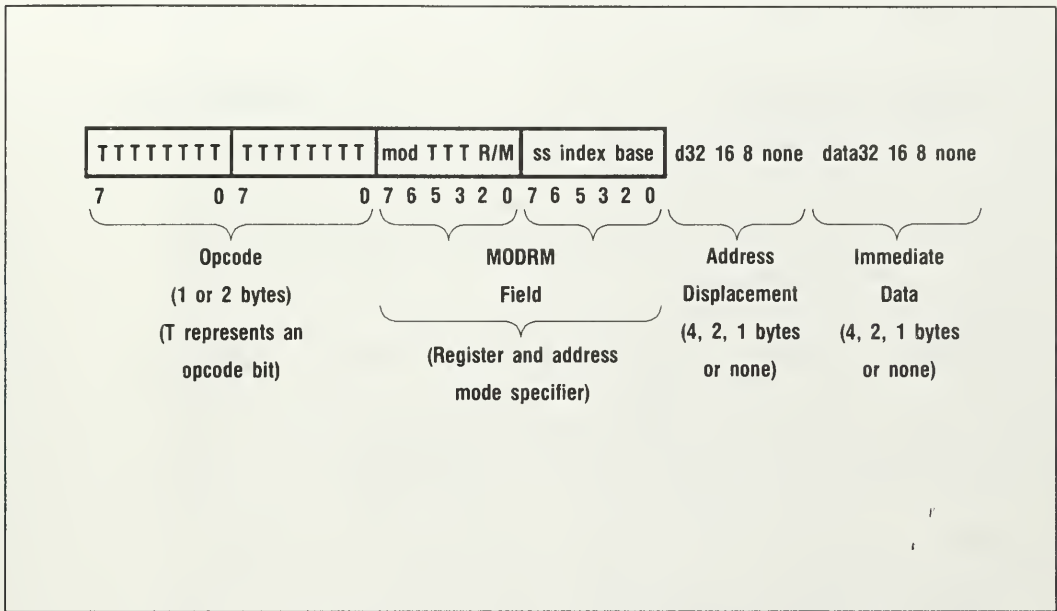 TTTTTTTT TTTTTTTT mod TTT R/M ss index base d32 16 8 none data32 16 8 none
7 0 7 0 7 6 5 3 2 0 7 6 5 3 2 0
Opcode MODRM Address Immediate
(1 or 2 bytes) Field Displacement Data
(T represents an (4, 2, 1 bytes (4, 2, 1 bytes
opcode bit) (Register and address or none) or none)
mode specifier)